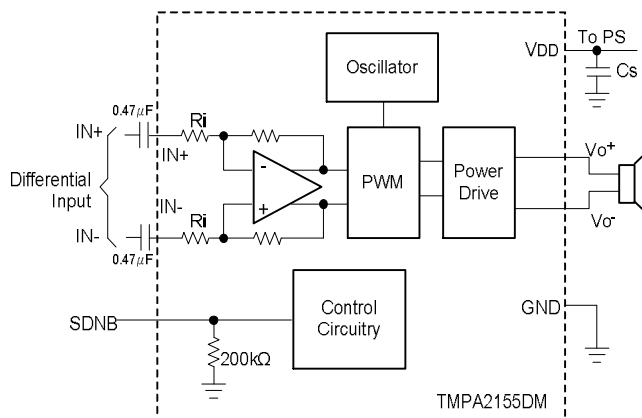 To PS
VDD
Cs
Oscillator
0.47μF
IN+
Ri
IN+
Differential
Input
-
+
PWM
Power
Drive
Vo+
Vo-
IN-
Ri
IN-
0.47μF
SDNB
200kΩ
Control
Circuitry
GND
TMPA2155DM